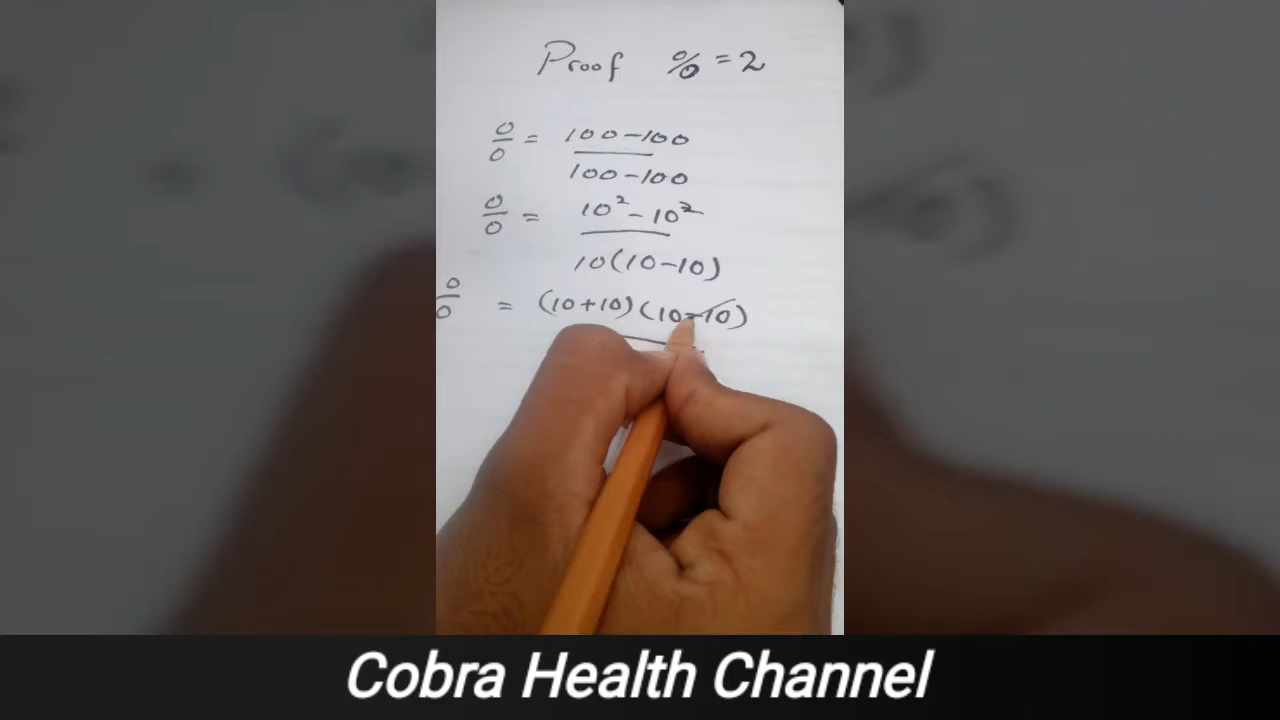 Proof 0/0 = 2
0/0 = 100-100
100-100
0/0 = 10² - 10²
10(10-10)
0/0 = (10+10)(10-10)
Cobra Health Channel